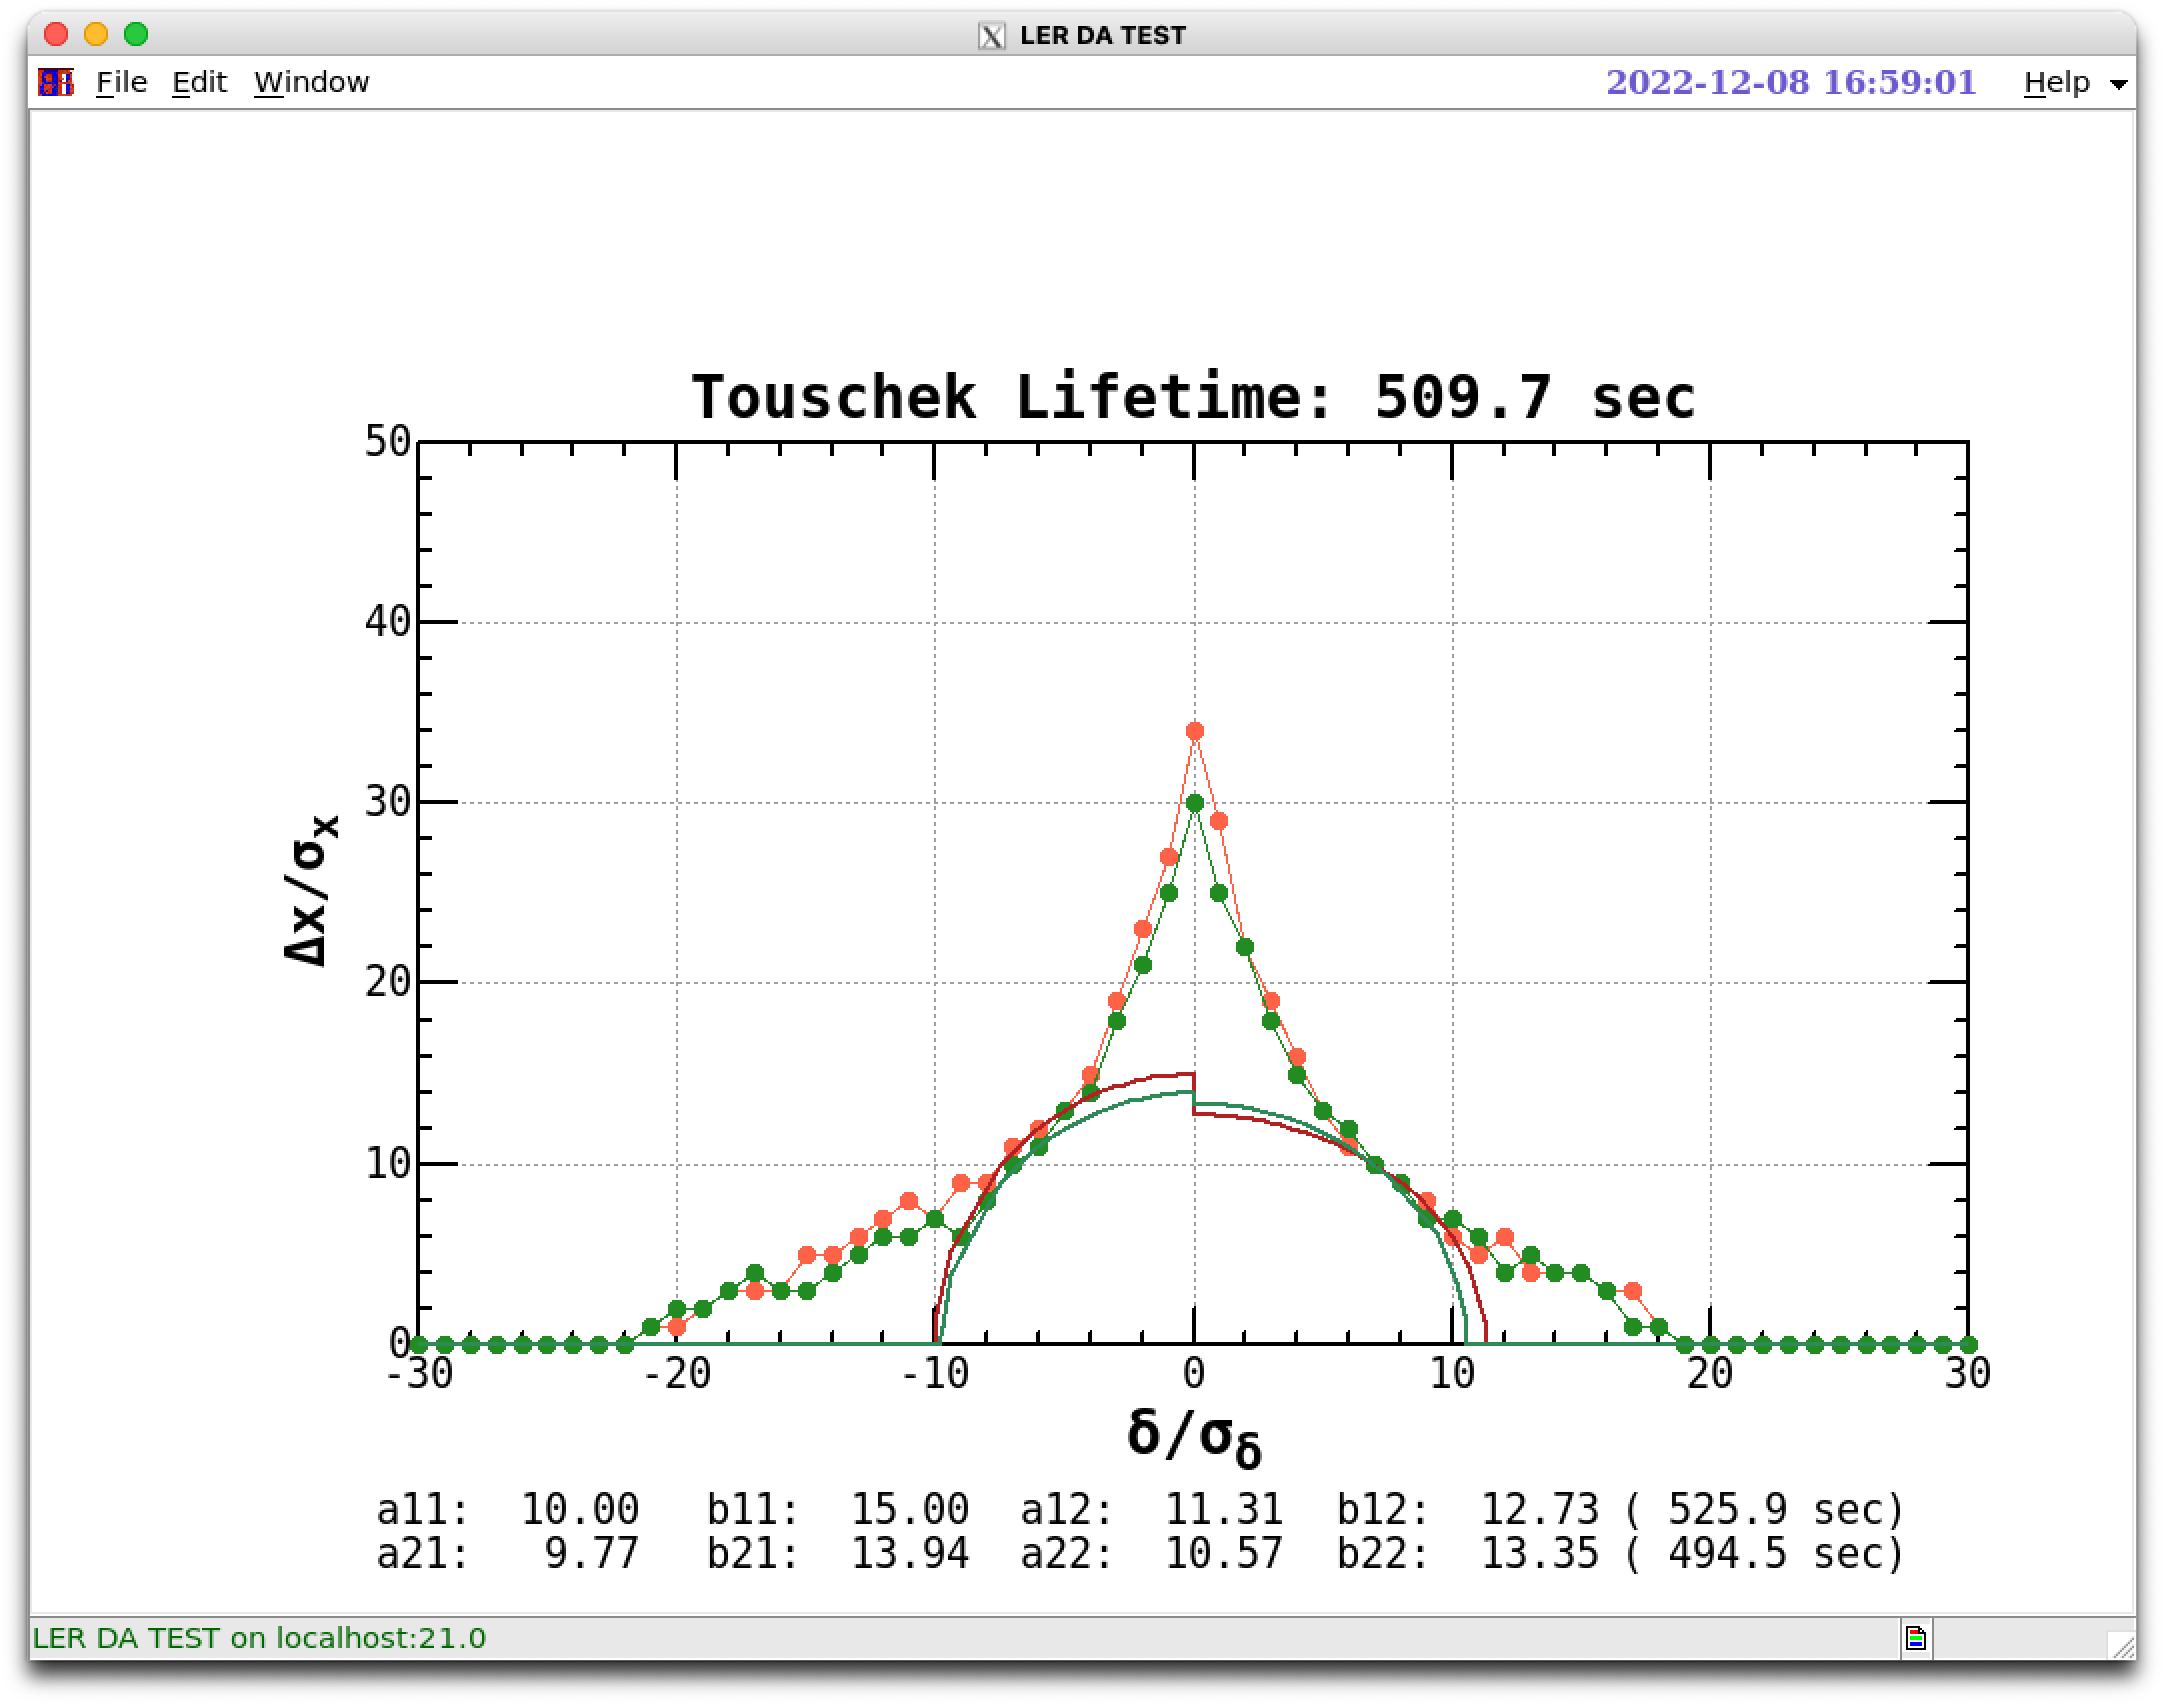 LER DA TEST
File Edit Window 2022-12-08 16:59:01 Help
Touschek Lifetime: 509.7 sec
50
40
30
20
10
0
Δx/σx
-30 -20 -10 0 10 20 30
δ/σδ
a11: 10.00 b11: 15.00 a12: 11.31 b12: 12.73 ( 525.9 sec)
a21: 9.77 b21: 13.94 a22: 10.57 b22: 13.35 ( 494.5 sec)
LER DA TEST on localhost:21.0